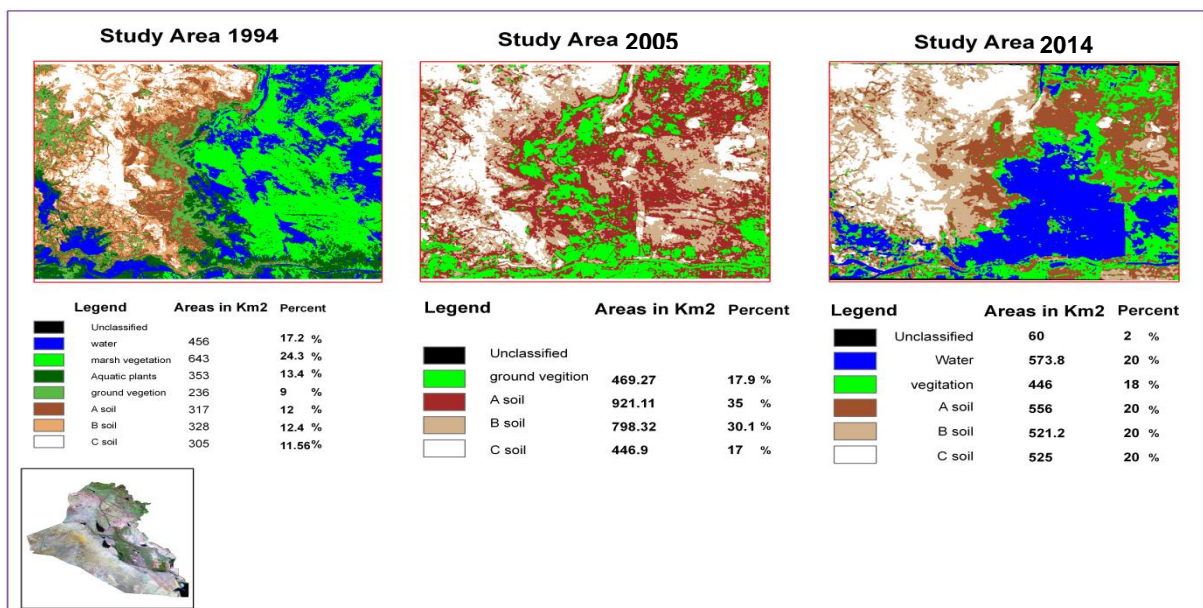 Study Area 1994
Legend Areas in Km2 Percent
Unclassified
water 456 17.2 %
marsh vegetation 643 24.3 %
Aquatic plants 353 13.4 %
ground vegetion 236 9 %
A soil 317 12 %
B soil 328 12.4 %
C soil 305 11.56%
Study Area 2005
Legend Areas in Km2 Percent
Unclassified
ground vegition 469.27 17.9 %
A soil 921.11 35 %
B soil 798.32 30.1 %
C soil 446.9 17 %
Study Area 2014
Legend Areas in Km2 Percent
Unclassified 60 2 %
Water 573.8 20 %
vegitation 446 18 %
A soil 556 20 %
B soil 521.2 20 %
C soil 525 20 %